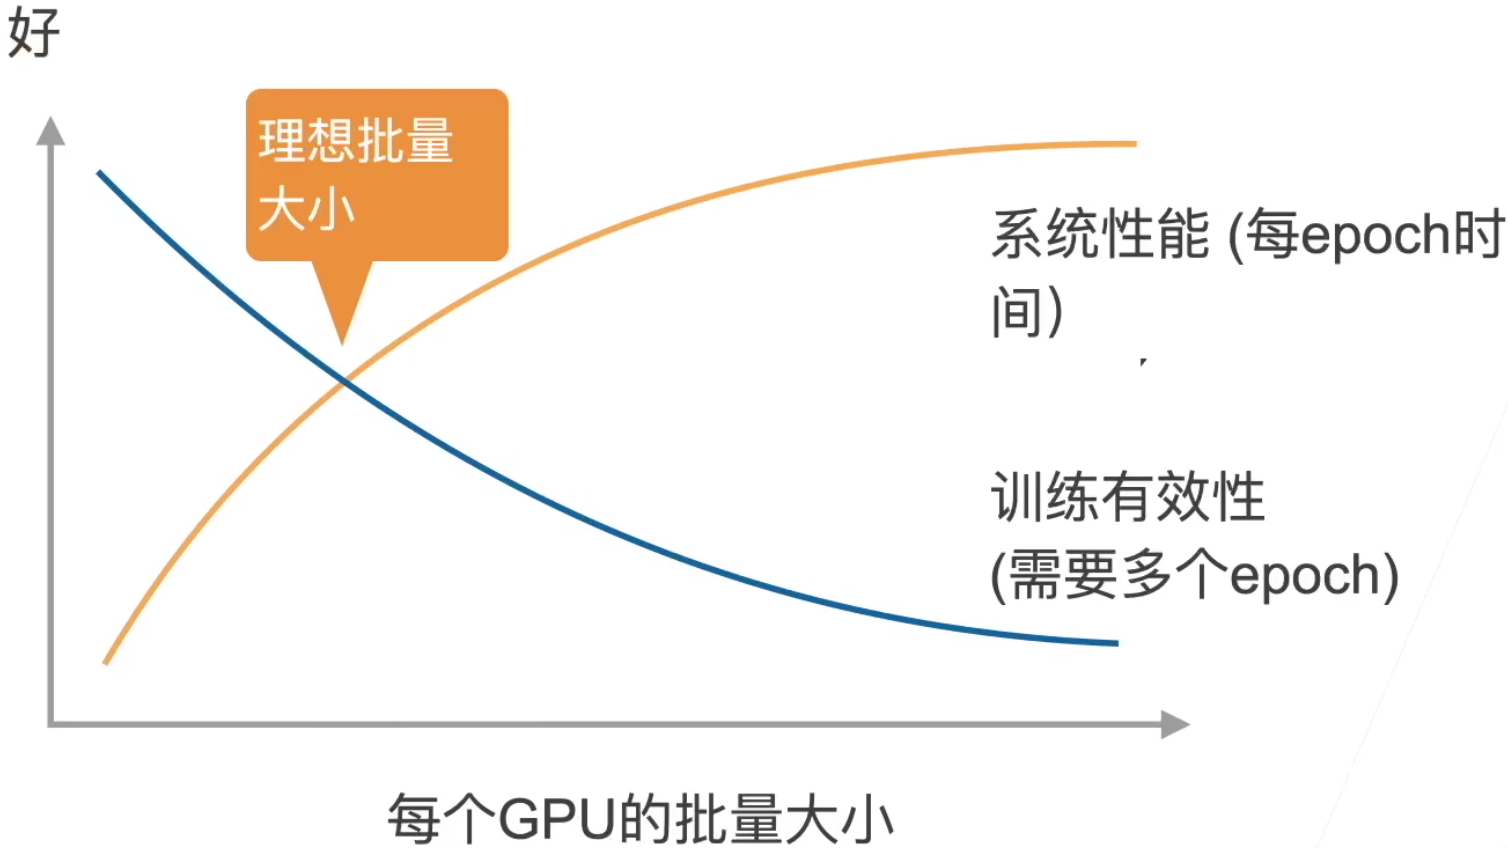 好
理想批量
大小
系统性能 (每epoch时
间）
训练有效性
(需要多个epoch)
每个GPU的批量大小